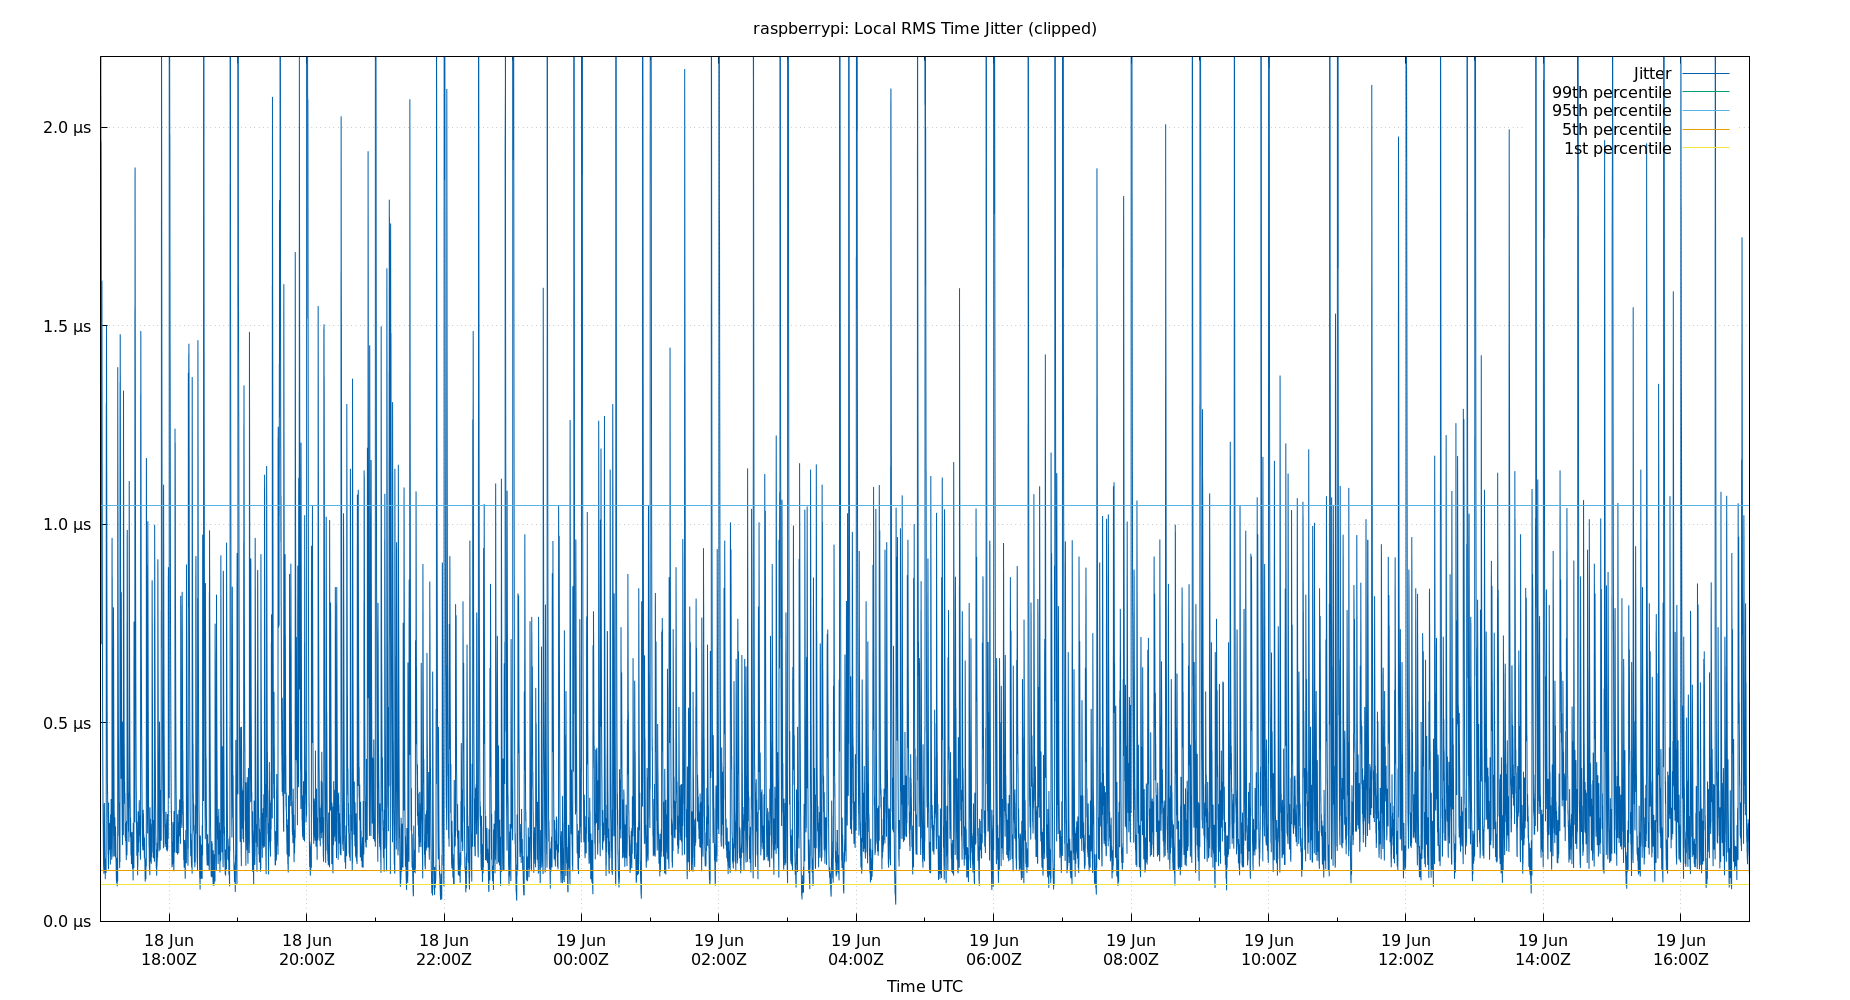 raspberrypi: Local RMS Time Jitter (clipped)
Jitter
99th percentile
95th percentile
5th percentile
1st percentile
2.0 µs
1.5 µs
1.0 µs
0.5 µs
0.0 µs
18 Jun 18 Jun 18 Jun 19 Jun 19 Jun 19 Jun 19 Jun 19 Jun 19 Jun 19 Jun 19 Jun 19 Jun
18:00Z 20:00Z 22:00Z 00:00Z 02:00Z 04:00Z 06:00Z 08:00Z 10:00Z 12:00Z 14:00Z 16:00Z
Time UTC